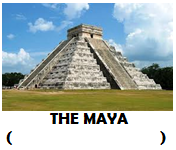 THE MAYA
(                    )